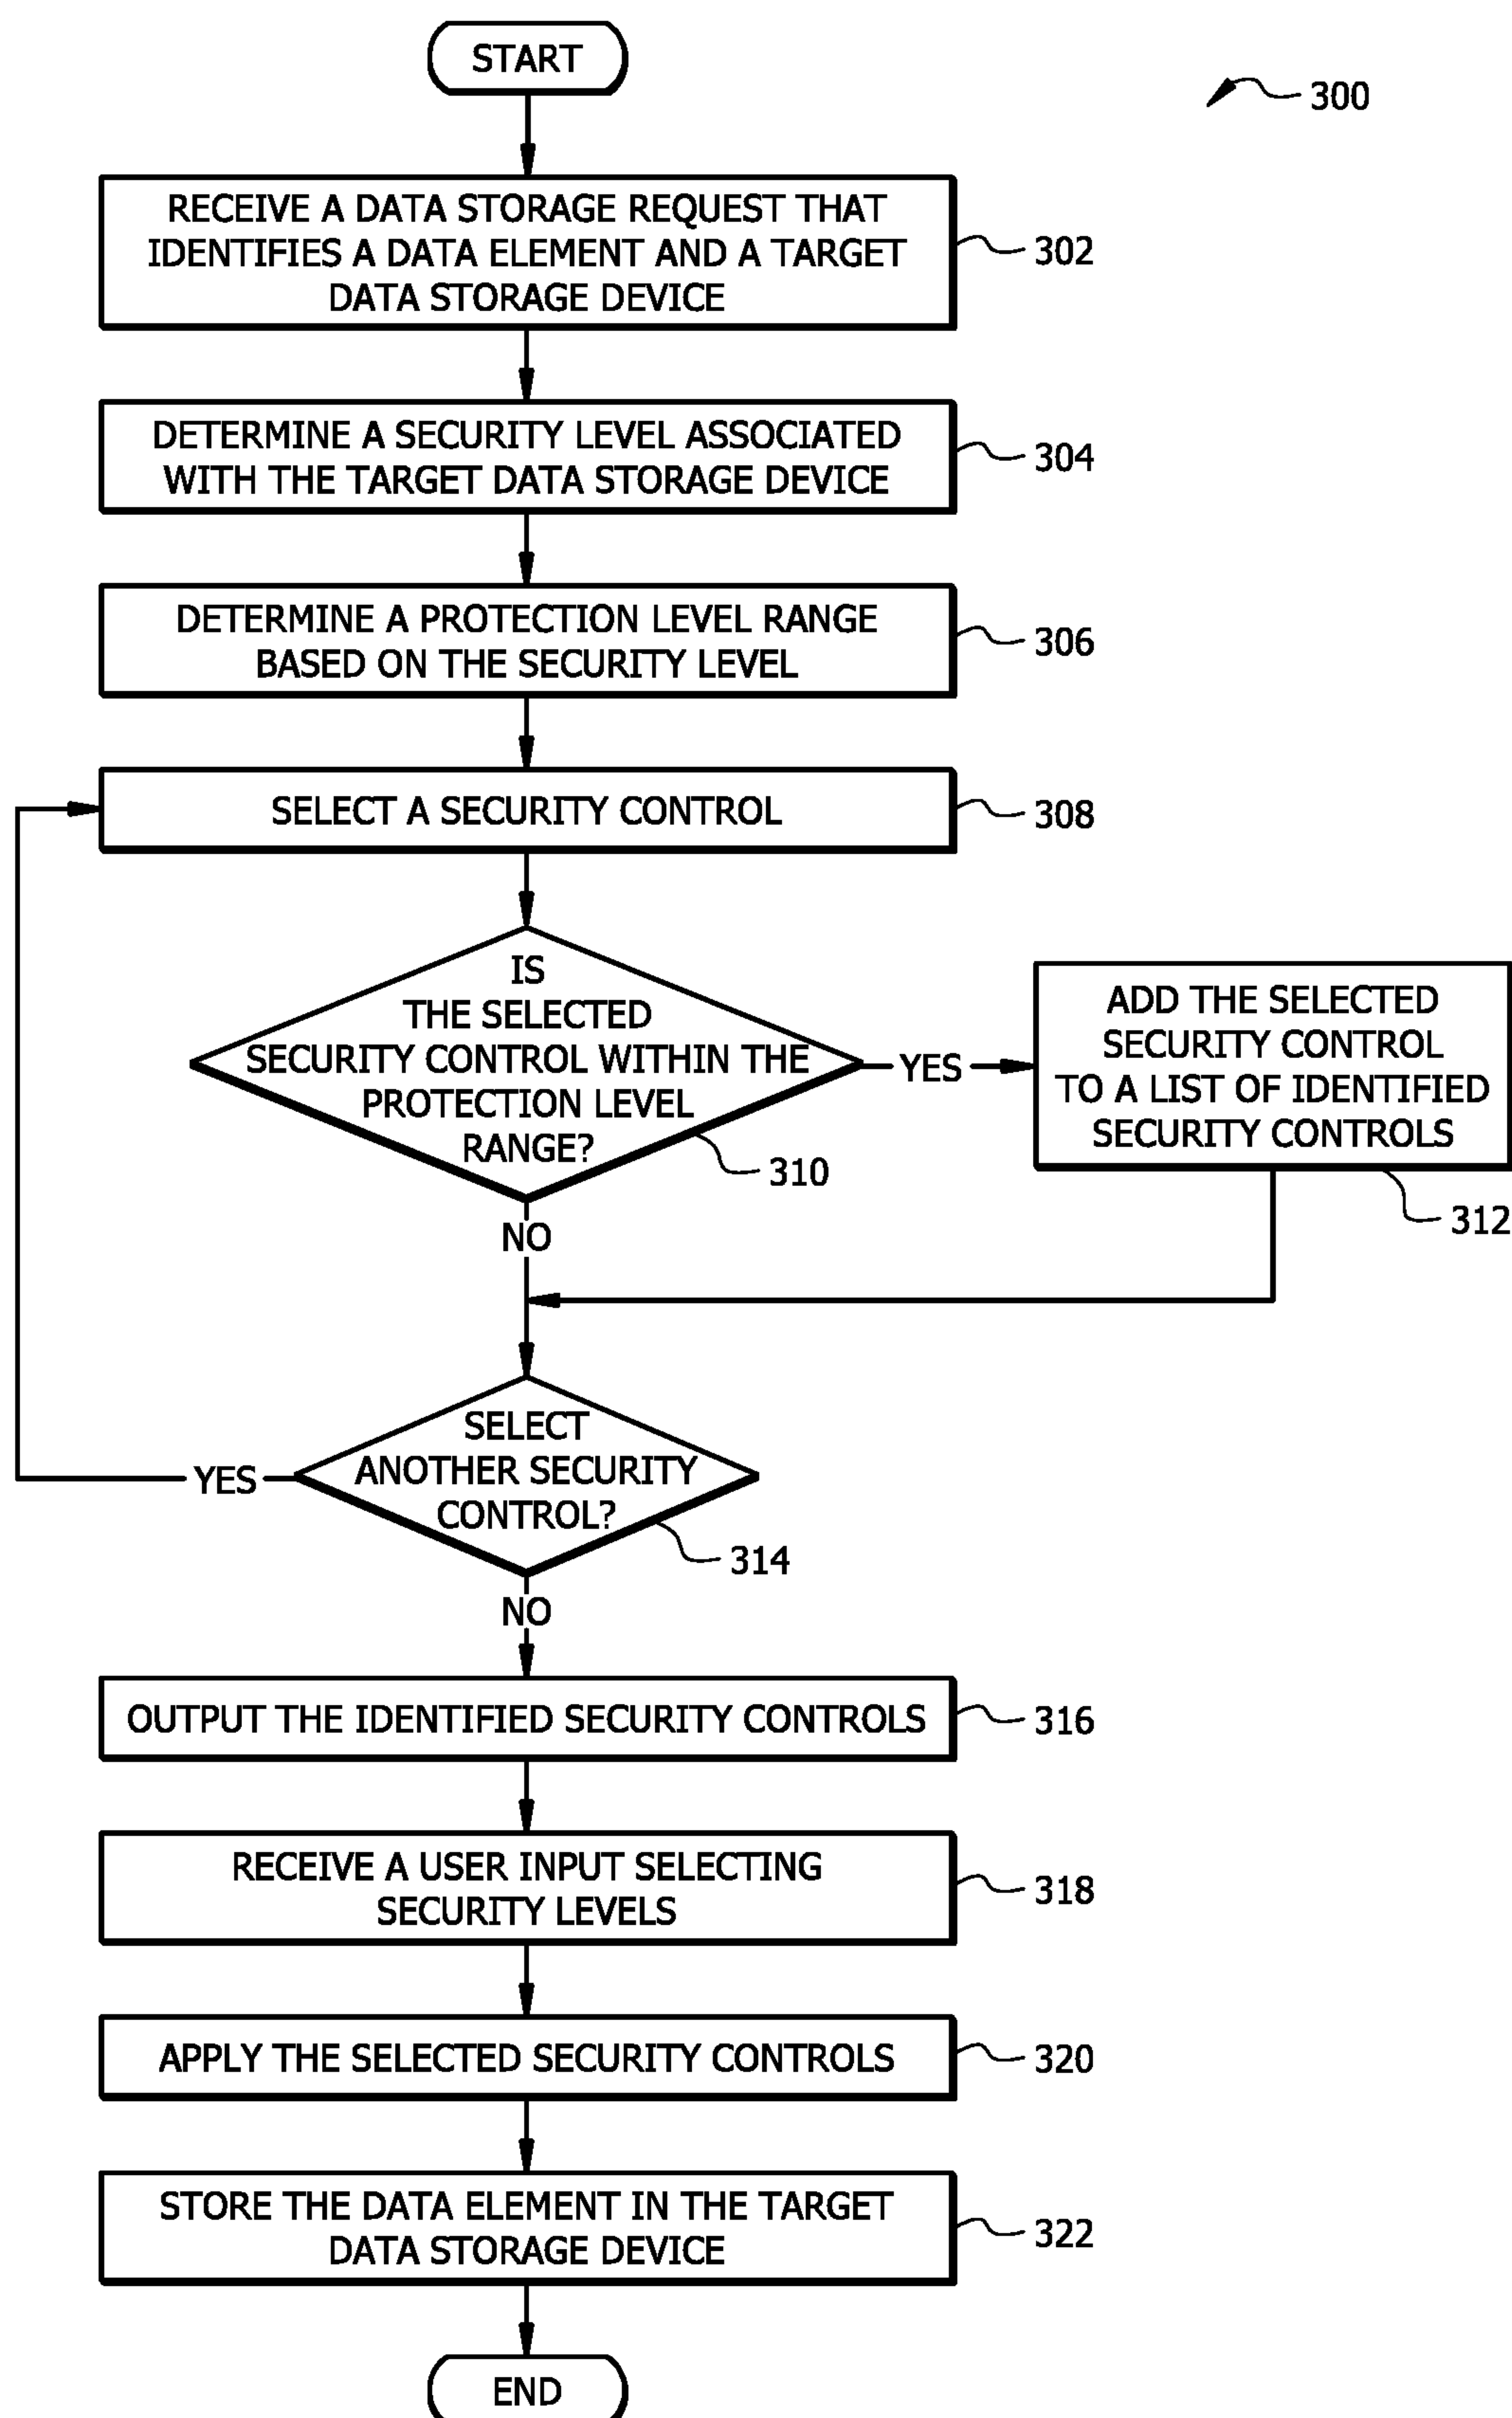 START
300
RECEIVE A DATA STORAGE REQUEST THAT
IDENTIFIES A DATA ELEMENT AND A TARGET
DATA STORAGE DEVICE
302
DETERMINE A SECURITY LEVEL ASSOCIATED
WITH THE TARGET DATA STORAGE DEVICE
304
DETERMINE A PROTECTION LEVEL RANGE
BASED ON THE SECURITY LEVEL
306
SELECT A SECURITY CONTROL
308
IS
THE SELECTED
SECURITY CONTROL WITHIN THE
PROTECTION LEVEL
RANGE?
310
YES
ADD THE SELECTED
SECURITY CONTROL
TO A LIST OF IDENTIFIED
SECURITY CONTROLS
312
NO
SELECT
ANOTHER SECURITY
CONTROL?
314
YES
NO
OUTPUT THE IDENTIFIED SECURITY CONTROLS
316
RECEIVE A USER INPUT SELECTING
SECURITY LEVELS
318
APPLY THE SELECTED SECURITY CONTROLS
320
STORE THE DATA ELEMENT IN THE TARGET
DATA STORAGE DEVICE
322
END